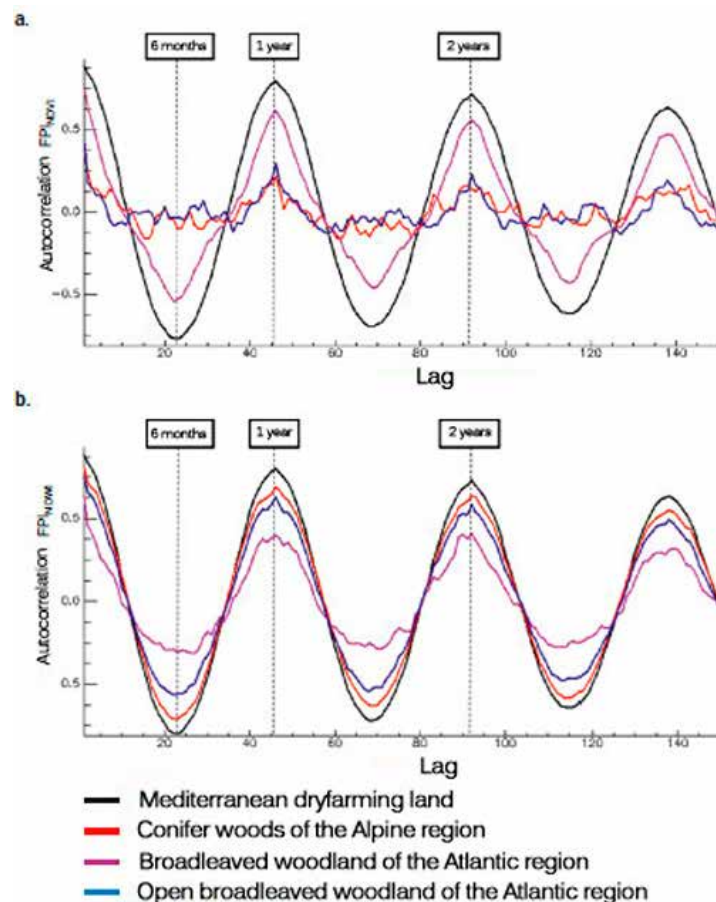 a.
6 months 1 year 2 years
Autocorrelation FPI_NDVI
0.5
0.0
−0.5
20 40 60 80 100 120 140
Lag
b.
6 months 1 year 2 years
Autocorrelation FPI_NDWI
0.5
0.0
0.5
20 40 60 80 100 120 140
Lag
Mediterranean dryfarming land
Conifer woods of the Alpine region
Broadleaved woodland of the Atlantic region
Open broadleaved woodland of the Atlantic region